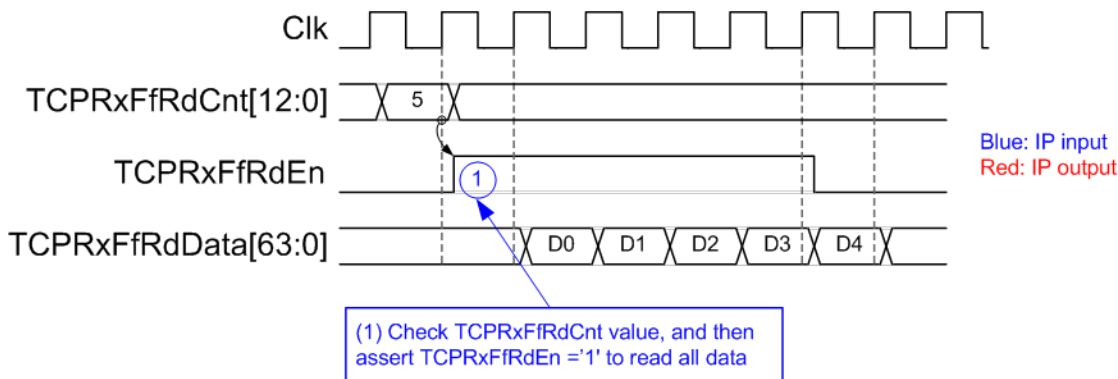 Clk
TCPRxFfRdCnt[12:0]
5
TCPRxFfRdEn
1
Blue: IP input
Red: IP output
TCPRxFfRdData[63:0]
D0 D1 D2 D3 D4
(1) Check TCPRxFfRdCnt value, and then
assert TCPRxFfRdEn ='1' to read all data